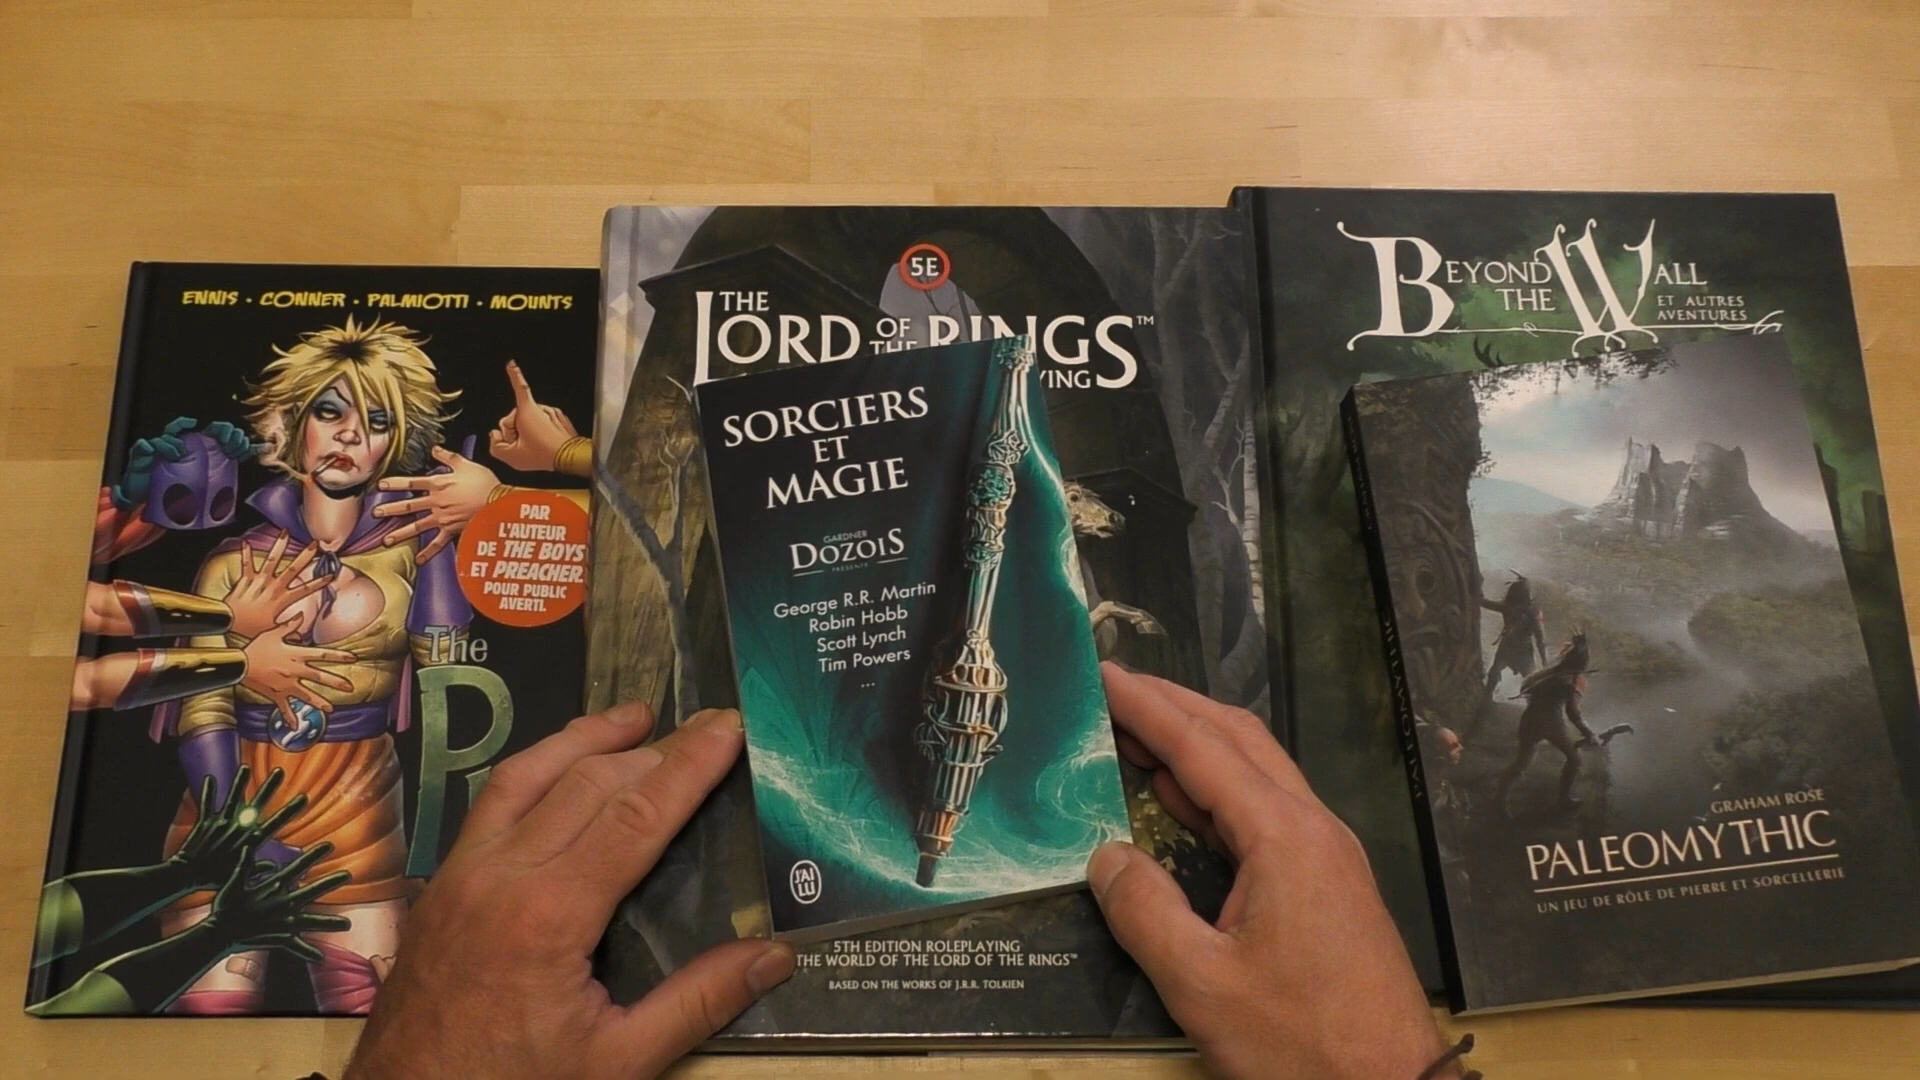 ENNIS · CONNER · PALMIOTTI · MOUNTS
PAR
L'AUTEUR
DE THE BOYS
ET PREACHER.
POUR PUBLIC
AVERTI.
The
P
5E
THE
LORD OF THE RINGS™
SORCIERS
ET
MAGIE
GARDNER
DOZOIS
PRÉSENTE
George R.R. Martin
Robin Hobb
Scott Lynch
Tim Powers
...
J'AI
LU
5TH EDITION ROLEPLAYING
THE WORLD OF THE LORD OF THE RINGS™
BASED ON THE WORKS OF J.R.R. TOLKIEN
BEYOND
THE WALL
ET AUTRES
AVENTURES
PALEOMYTHIC
GRAHAM ROSE
PALEOMYTHIC
UN JEU DE RÔLE DE PIERRE ET SORCELLERIE